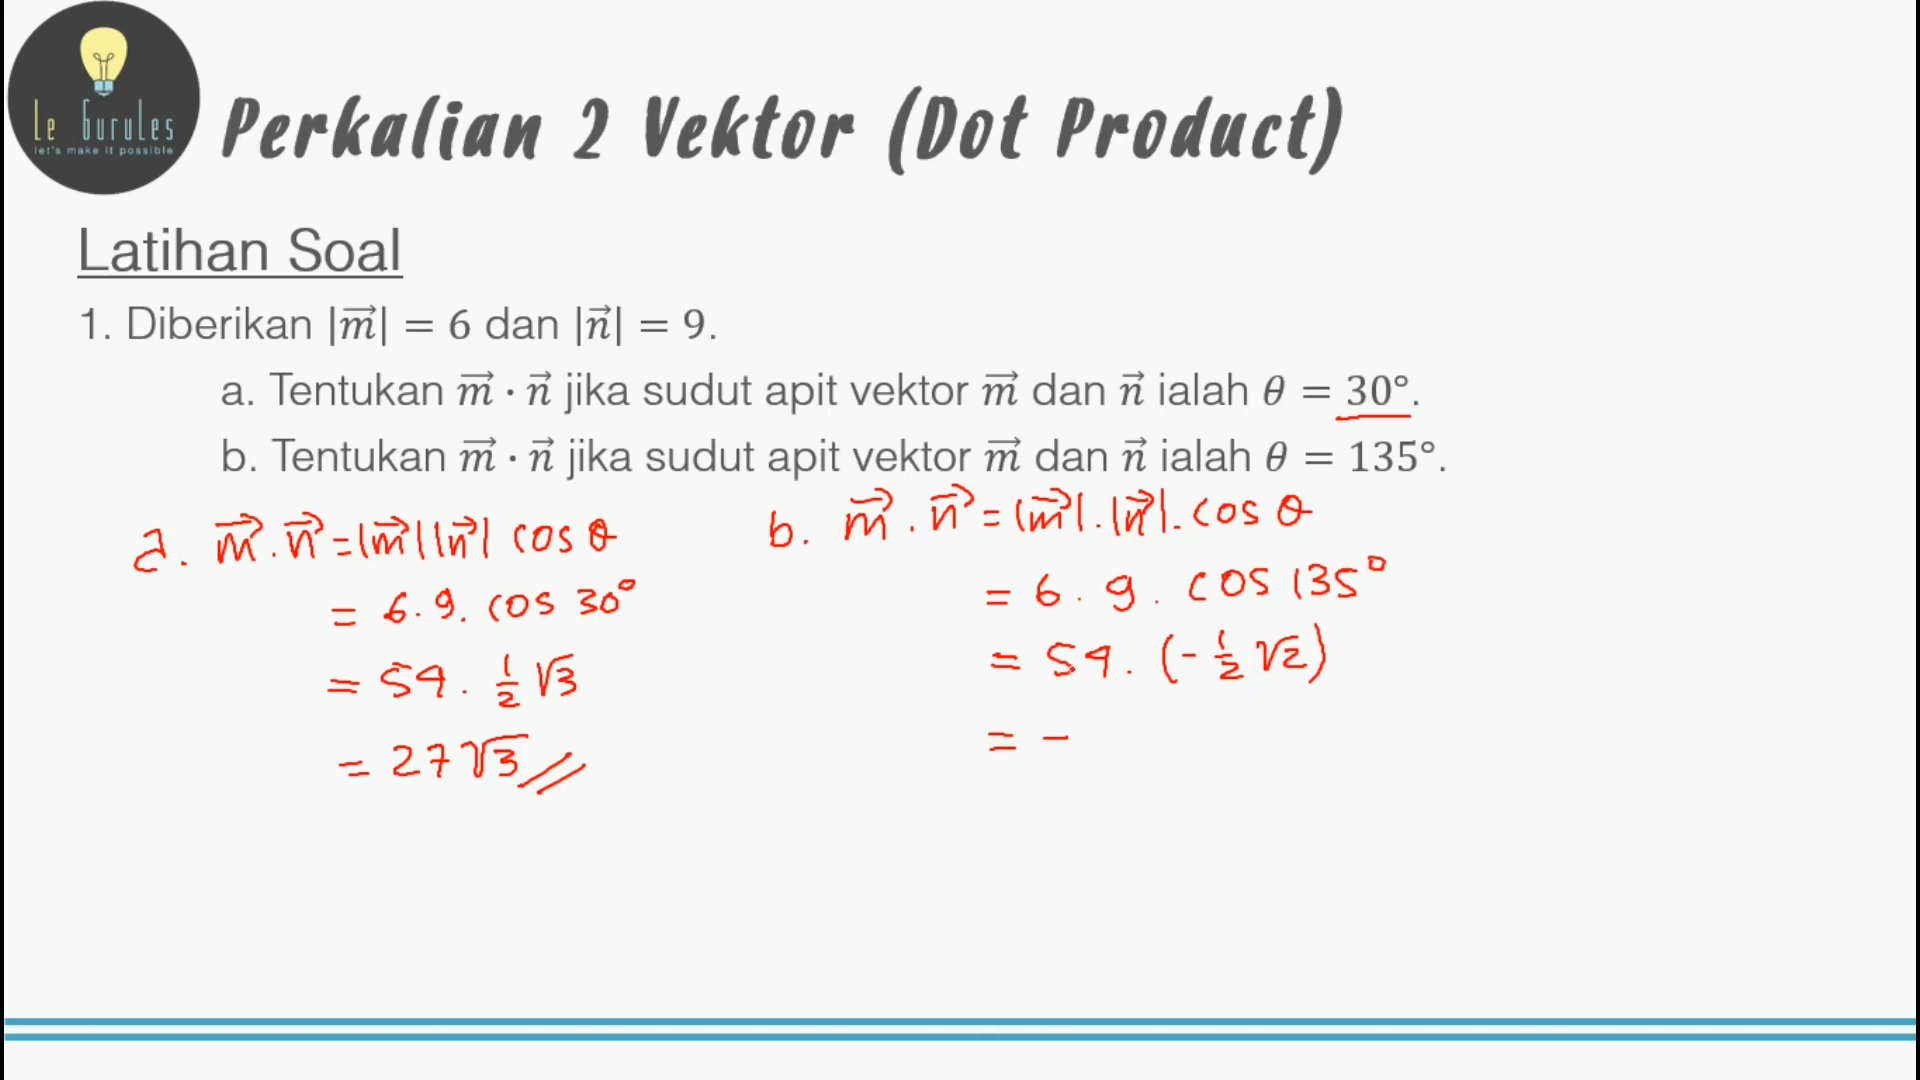 Le GuruLes
let's make it possible
Perkalian 2 Vektor (Dot Product)
Latihan Soal
1. Diberikan |m⃗| = 6 dan |n⃗| = 9.
a. Tentukan m⃗ · n⃗ jika sudut apit vektor m⃗ dan n⃗ ialah θ = 30°.
b. Tentukan m⃗ · n⃗ jika sudut apit vektor m⃗ dan n⃗ ialah θ = 135°.
a. m⃗ . n⃗ = |m⃗| |n⃗| cos θ
= 6 . 9 . cos 30°
= 54 . 1/2 √3
= 27 √3 //
b. m⃗ . n⃗ = |m⃗| . |n⃗| . cos θ
= 6 . 9 . cos 135°
= 54 . (- 1/2 √2)
= -